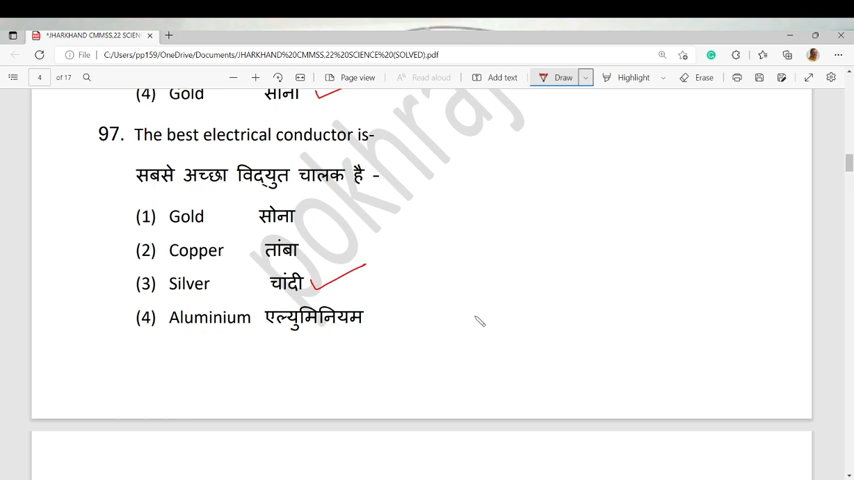 *JHARKHAND CMMSS,22 SCIEN
File C:/Users/pp159/OneDrive/Documents/JHARKHAND%20CMMSS,22%20SCIENCE%20(SOLVED).pdf
4 of 17 Page view Read aloud Add text Draw Highlight Erase
(4) Gold सोना
97. The best electrical conductor is-
सबसे अच्छा विद्युत चालक है -
(1) Gold सोना
(2) Copper तांबा
(3) Silver चांदी
(4) Aluminium एल्युमिनियम
pokhraj